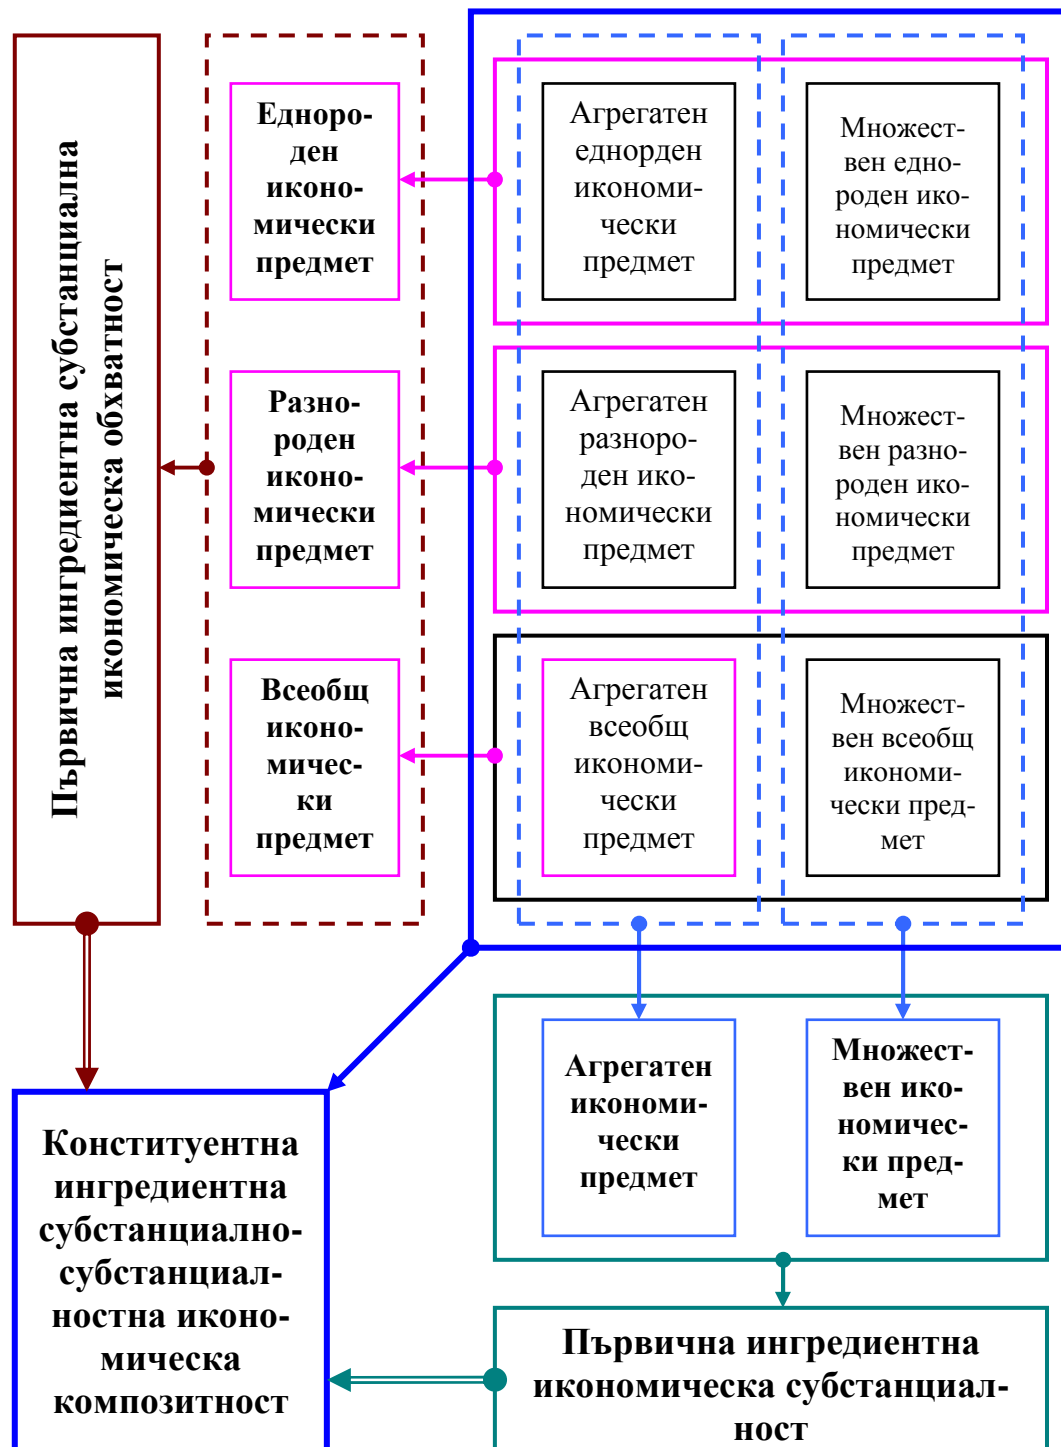 Първична ингредиентна субстанциална
икономическа обхватност
Едноро-
ден
иконо-
мически
предмет
Агрегатен
еднорден
икономи-
чески
предмет
Множест-
вен едно-
роден ико-
номически
предмет
Разно-
роден
иконо-
мически
предмет
Агрегатен
разноро-
ден ико-
номически
предмет
Множест-
вен разно-
роден ико-
номически
предмет
Всеобщ
иконо-
мичес-
ки
предмет
Агрегатен
всеобщ
икономи-
чески
предмет
Множест-
вен всеобщ
икономи-
чески пред-
мет
Агрегатен
икономи-
чески
предмет
Множест-
вен ико-
номичес-
ки пред-
мет
Конституентна
ингредиентна
субстанциално-
субстанциал-
ностна иконо-
мическа
композитност
Първична ингредиентна
икономическа субстанциал-
ност